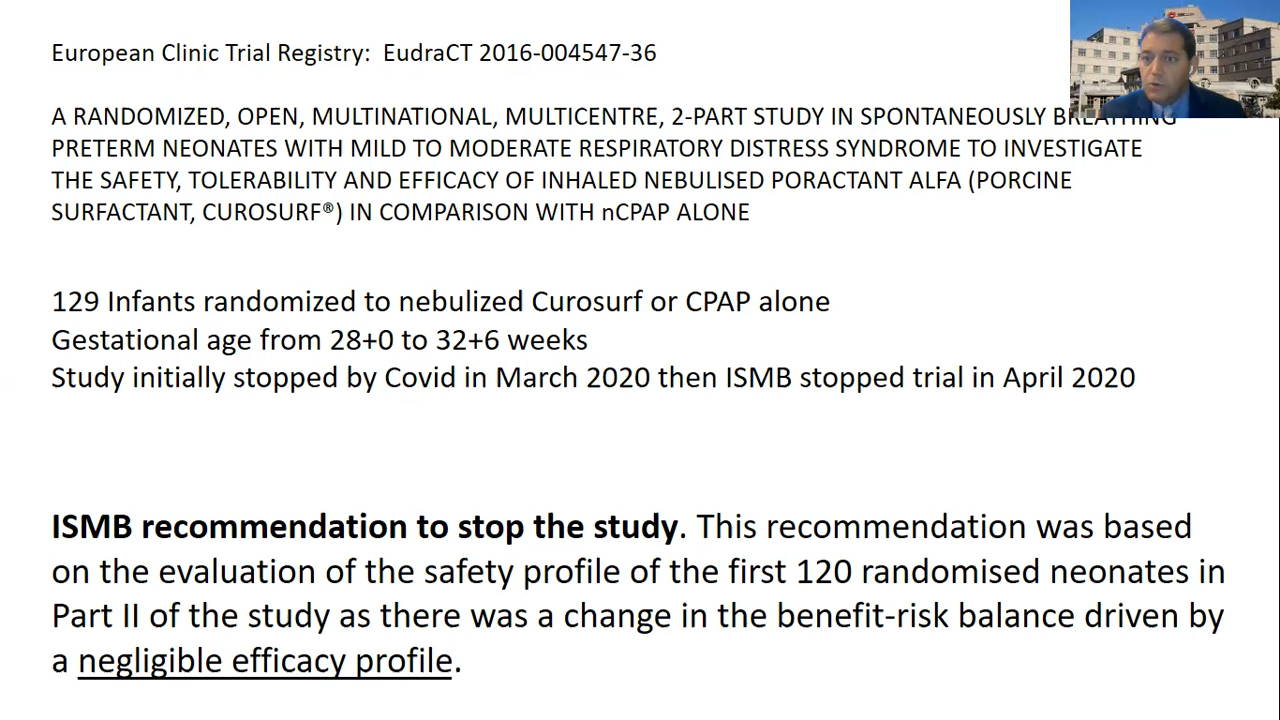 European Clinic Trial Registry: EudraCT 2016-004547-36
A RANDOMIZED, OPEN, MULTINATIONAL, MULTICENTRE, 2-PART STUDY IN SPONTANEOUSLY BREATHING
PRETERM NEONATES WITH MILD TO MODERATE RESPIRATORY DISTRESS SYNDROME TO INVESTIGATE
THE SAFETY, TOLERABILITY AND EFFICACY OF INHALED NEBULISED PORACTANT ALFA (PORCINE
SURFACTANT, CUROSURF®) IN COMPARISON WITH nCPAP ALONE
129 Infants randomized to nebulized Curosurf or CPAP alone
Gestational age from 28+0 to 32+6 weeks
Study initially stopped by Covid in March 2020 then ISMB stopped trial in April 2020
ISMB recommendation to stop the study. This recommendation was based
on the evaluation of the safety profile of the first 120 randomised neonates in
Part II of the study as there was a change in the benefit-risk balance driven by
a negligible efficacy profile.